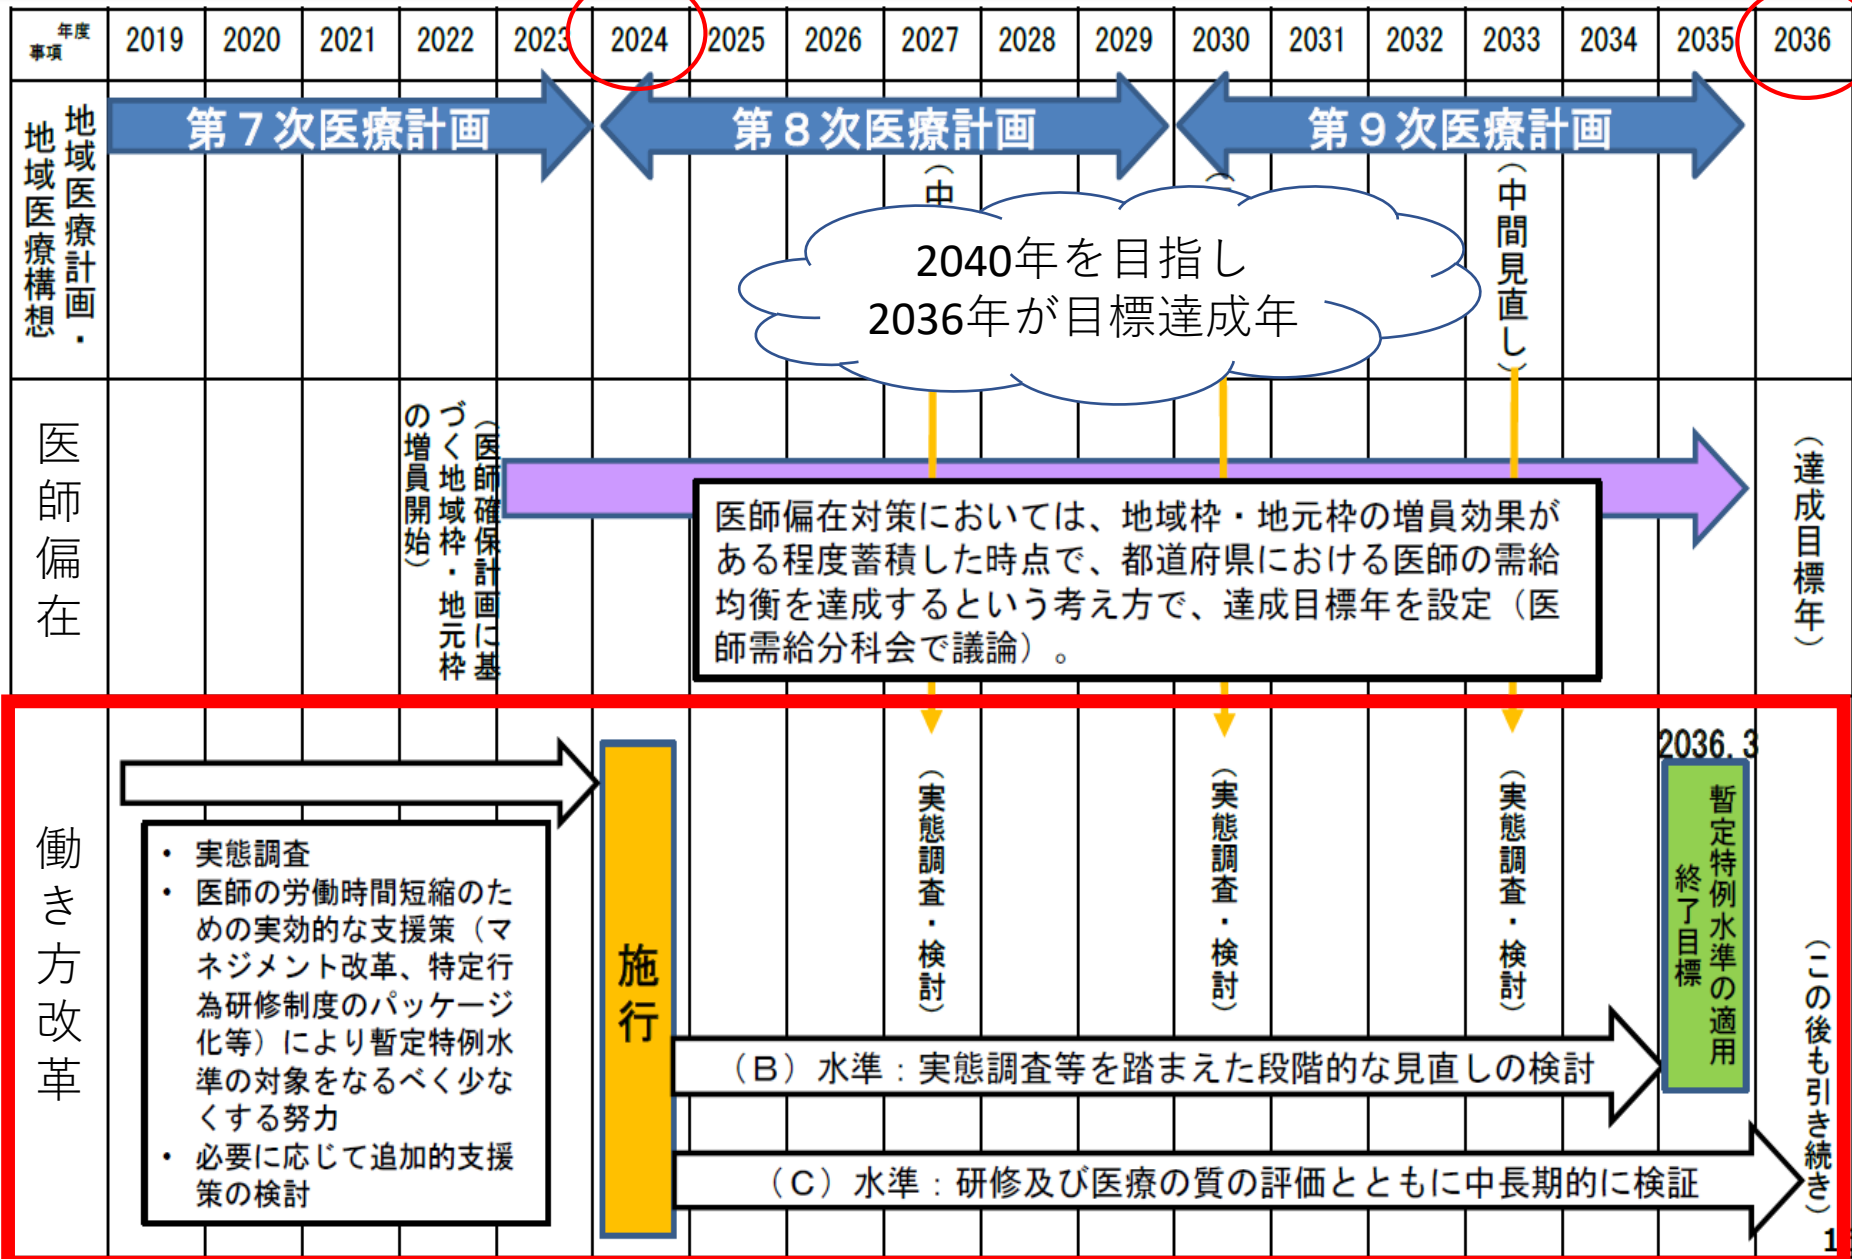 年度
事項
2019 2020 2021 2022 2023 2024 2025 2026 2027 2028 2029 2030 2031 2032 2033 2034 2035 2036
地域医療計画・
地域医療構想
第7次医療計画
第8次医療計画
第9次医療計画
（中
（中間見直し）
2040年を目指し
2036年が目標達成年
医師偏在
（医師確保計画に基
づく地域枠・地元枠
の増員開始）
医師偏在対策においては、地域枠・地元枠の増員効果が
ある程度蓄積した時点で、都道府県における医師の需給
均衡を達成するという考え方で、達成目標年を設定（医
師需給分科会で議論）。
（達成目標年）
働き方改革
・ 実態調査
・ 医師の労働時間短縮のた
めの実効的な支援策（マ
ネジメント改革、特定行
為研修制度のパッケージ
化等）により暫定特例水
準の対象をなるべく少な
くする努力
・ 必要に応じて追加的支援
策の検討
施行
（実態調査・検討）
（実態調査・検討）
（実態調査・検討）
2036.3
暫定特例水準の適用
終了目標
（B）水準：実態調査等を踏まえた段階的な見直しの検討
（C）水準：研修及び医療の質の評価とともに中長期的に検証
（この後も引き続き）